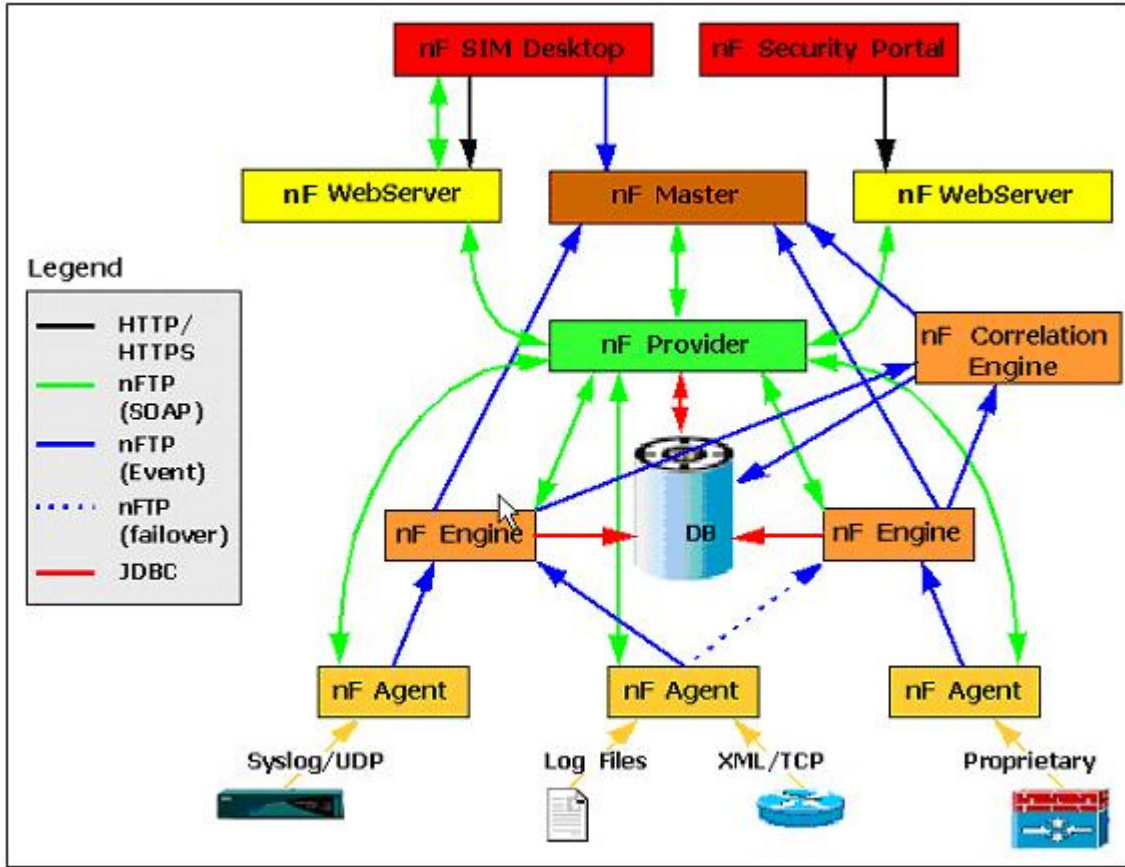 nF SIM Desktop
nF Security Portal
nF WebServer
nF Master
nF WebServer
Legend
HTTP/
HTTPS
nFTP
(SOAP)
nFTP
(Event)
nFTP
(failover)
JDBC
nF Provider
nF Correlation
Engine
nF Engine
DB
nF Engine
nF Agent
nF Agent
nF Agent
Syslog/UDP
Log Files
XML/TCP
Proprietary